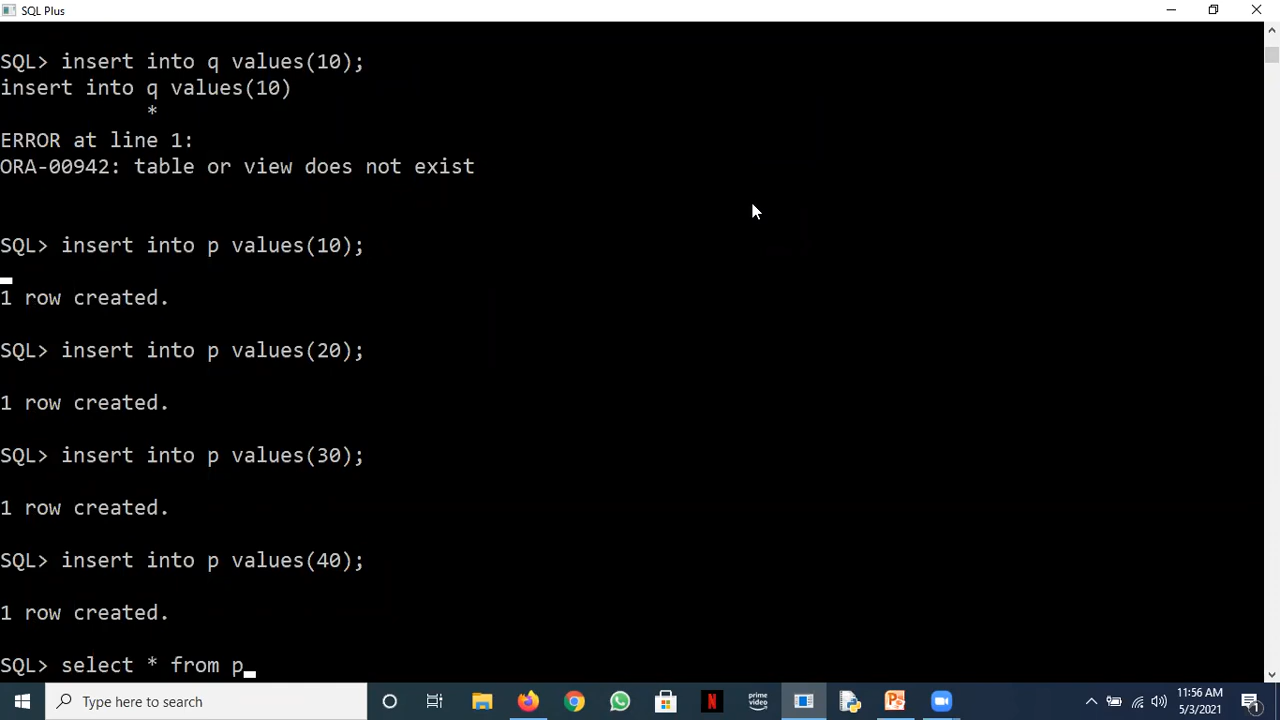 SQL Plus
SQL> insert into q values(10);
insert into q values(10)
*
ERROR at line 1:
ORA-00942: table or view does not exist
SQL> insert into p values(10);
1 row created.
SQL> insert into p values(20);
1 row created.
SQL> insert into p values(30);
1 row created.
SQL> insert into p values(40);
1 row created.
SQL> select * from p
Type here to search
N
prime video
11:56 AM
5/3/2021
1